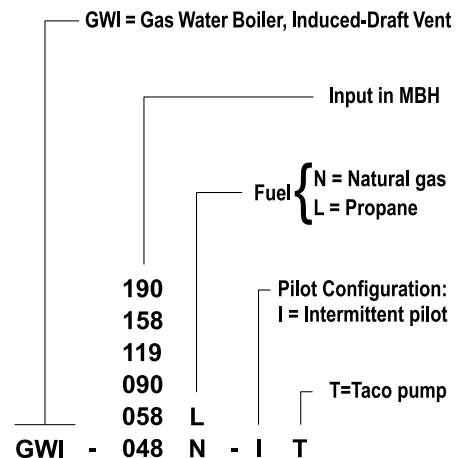 GWI = Gas Water Boiler, Induced-Draft Vent
Input in MBH
Fuel { N = Natural gas
L = Propane
190
158
119
090
058 L
Pilot Configuration:
I = Intermittent pilot
T=Taco pump
GWI - 048 N - I T